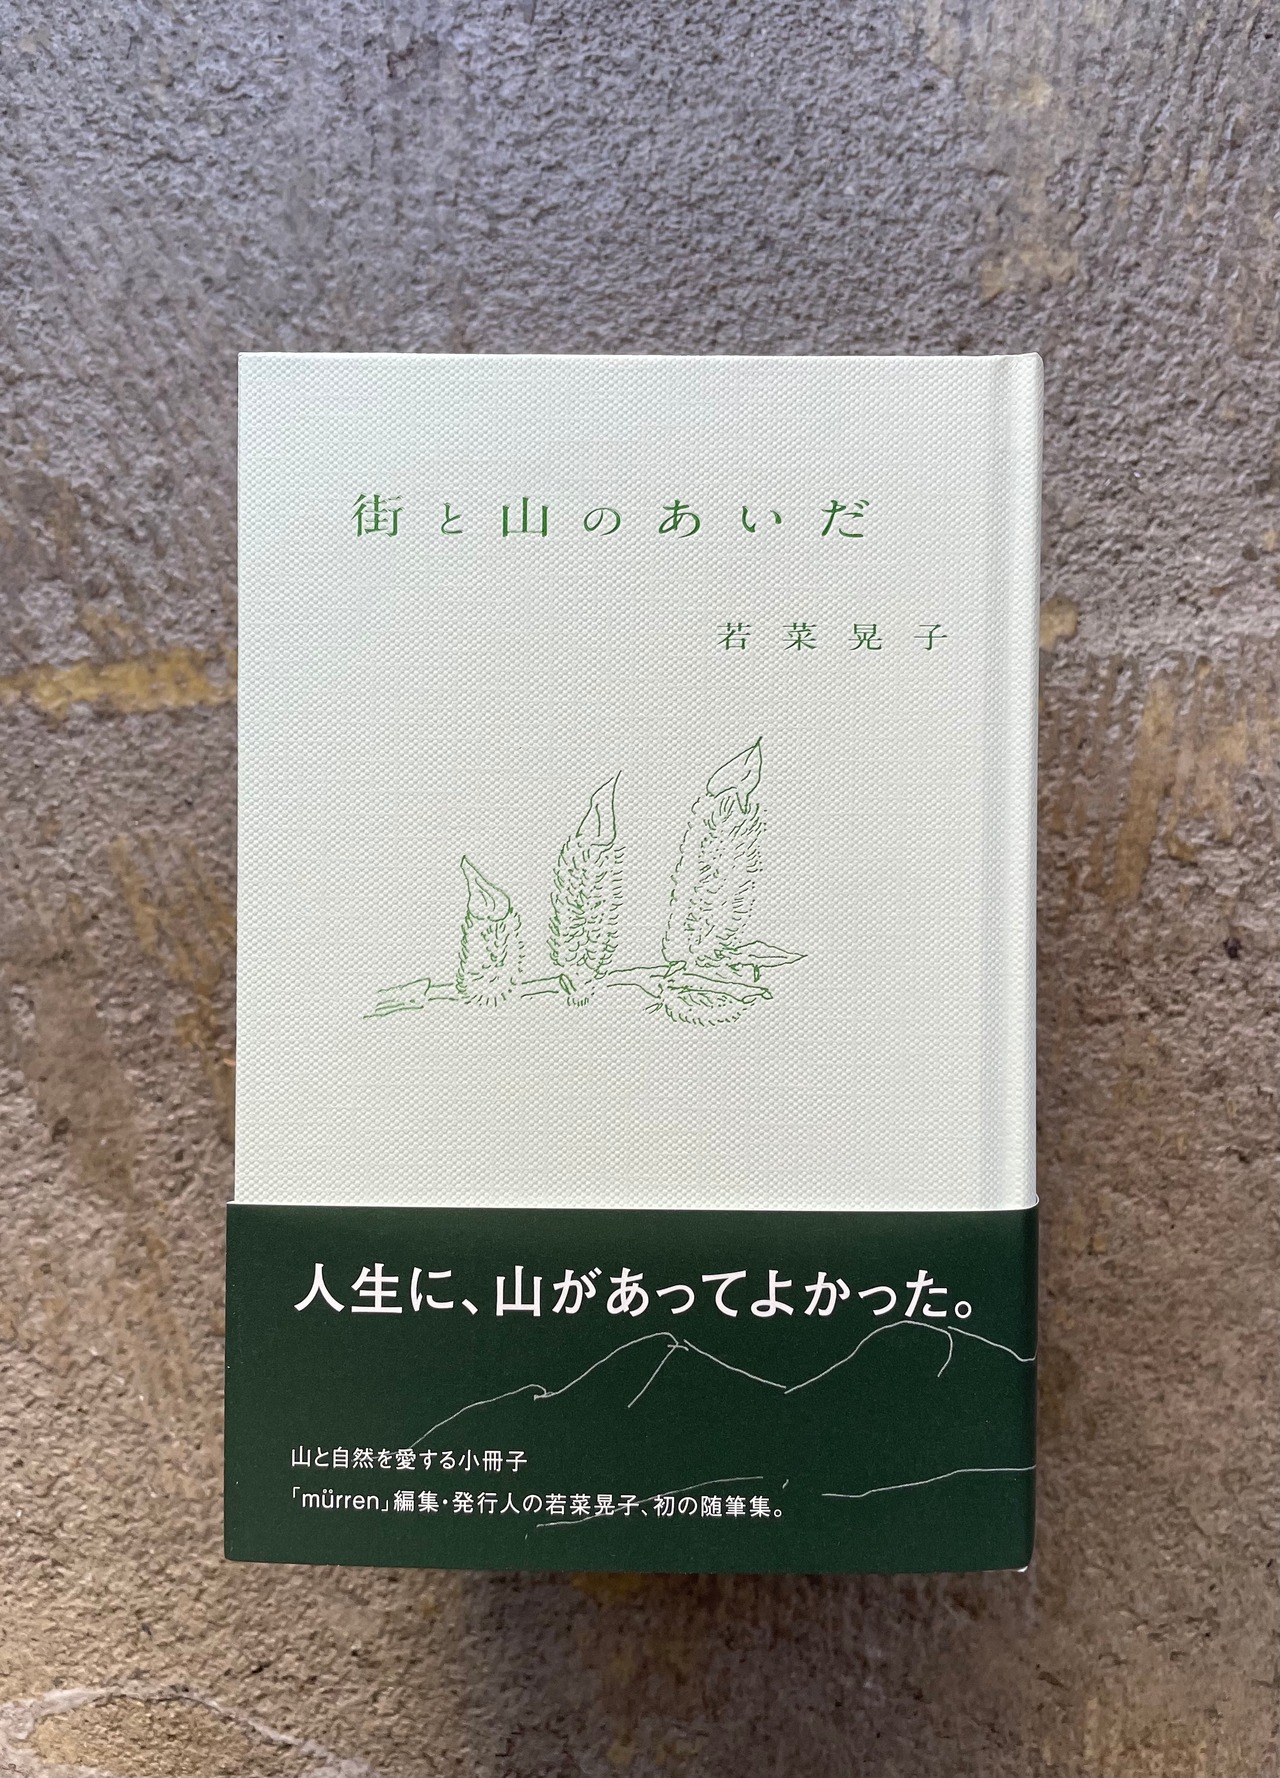 街と山のあいだ
若菜晃子
人生に、山があってよかった。
山と自然を愛する小冊子
「mürren」編集・発行人の若菜晃子、初の随筆集。